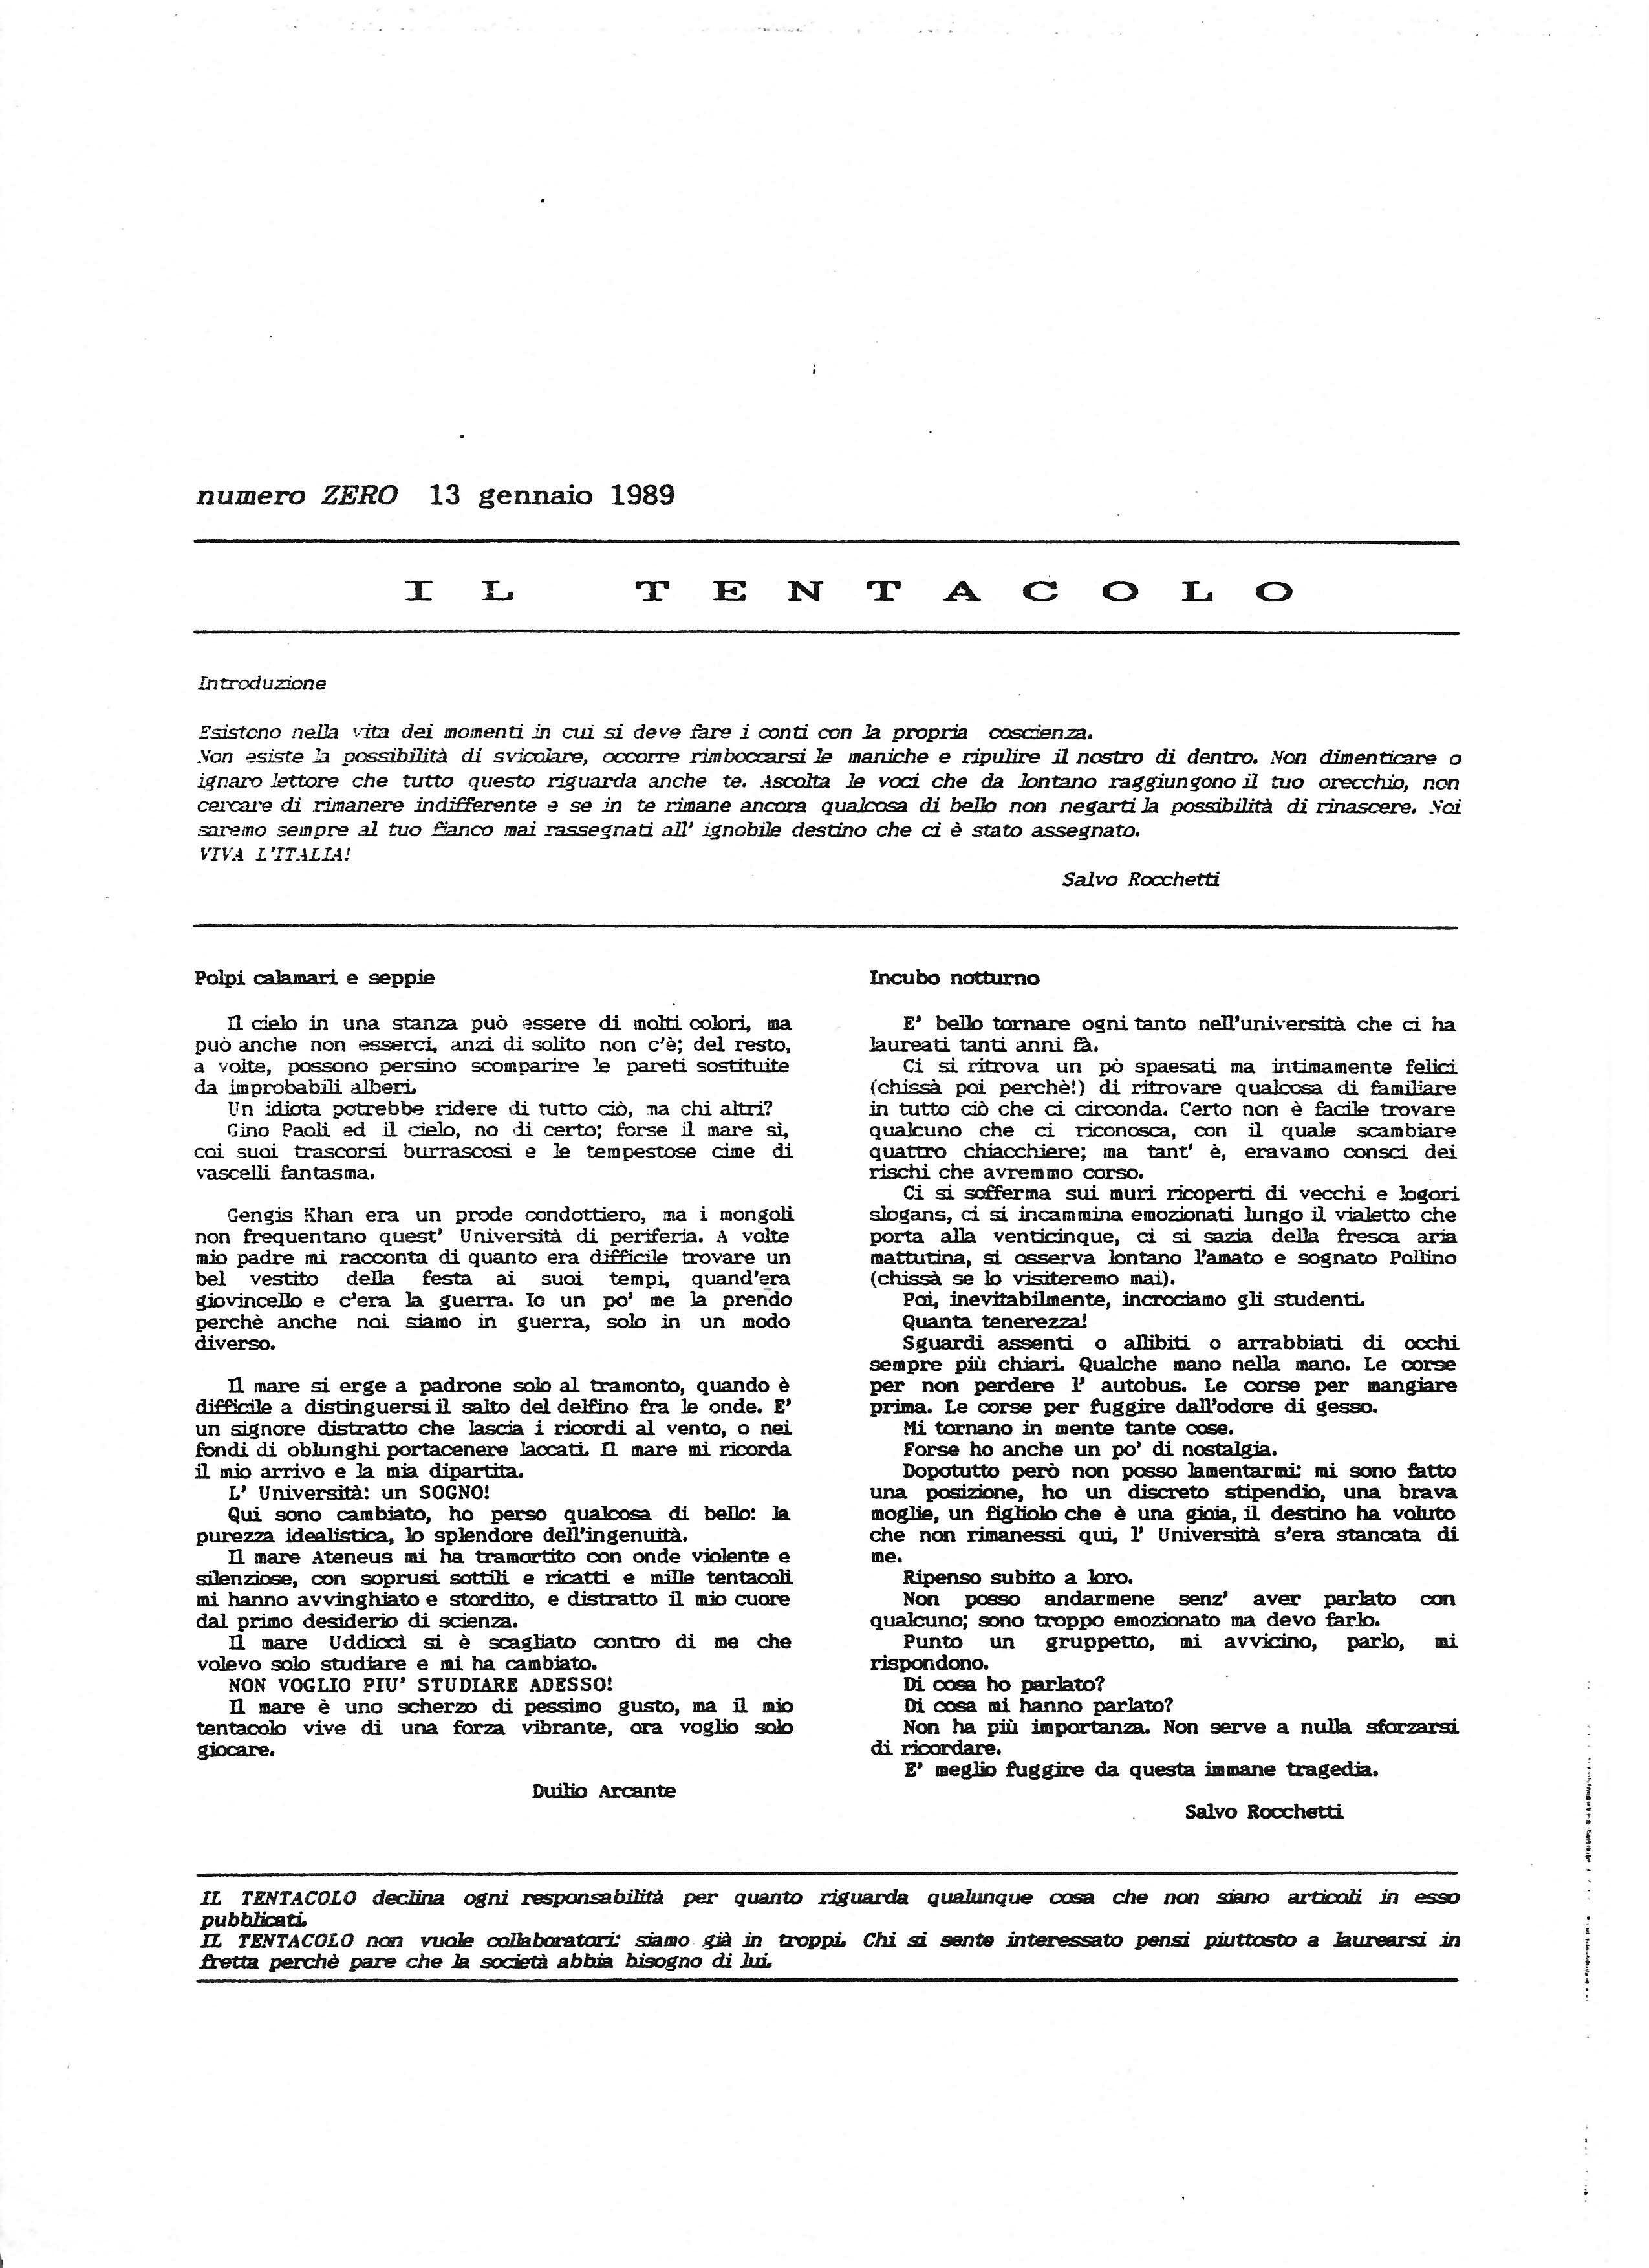 numero ZERO 13 gennaio 1989
IL TENTACOLO
Introduzione
Esistono nella vita dei momenti in cui si deve fare i conti con la propria coscienza.
Non esiste la possibilità di svicolare, occorre rimboccarsi le maniche e ripulire il nostro di dentro. Non dimenticare o
ignaro lettore che tutto questo riguarda anche te. Ascolta le voci che da lontano raggiungono il tuo orecchio, non
cercare di rimanere indifferente e se in te rimane ancora qualcosa di bello non negarti la possibilità di rinascere. Noi
saremo sempre al tuo fianco mai rassegnati all' ignobile destino che ci è stato assegnato.
VIVA L'ITALIA!
Salvo Rocchetti
Polpi calamari e seppie
Il cielo in una stanza può essere di molti colori, ma
può anche non esserci, anzi di solito non c'è; del resto,
a volte, possono persino scomparire le pareti sostituite
da improbabili alberi.
Un idiota potrebbe ridere di tutto ciò, ma chi altri?
Gino Paoli ed il cielo, no di certo; forse il mare sì,
coi suoi trascorsi burrascosi e le tempestose cime di
vascelli fantasma.
Gengis Khan era un prode condottiero, ma i mongoli
non frequentano quest' Università di periferia. A volte
mio padre mi racconta di quanto era difficile trovare un
bel vestito della festa ai suoi tempi, quand'era
giovincello e c'era la guerra. Io un po' me la prendo
perchè anche noi siamo in guerra, solo in un modo
diverso.
Il mare si erge a padrone solo al tramonto, quando è
difficile a distinguersi il salto del delfino fra le onde. E'
un signore distratto che lascia i ricordi al vento, o nei
fondi di oblunghi portacenere laccati. Il mare mi ricorda
il mio arrivo e la mia dipartita.
L' Università: un SOGNO!
Qui sono cambiato, ho perso qualcosa di bello: la
purezza idealistica, lo splendore dell'ingenuità.
Il mare Ateneus mi ha tramortito con onde violente e
silenziose, con soprusi sottili e ricatti e mille tentacoli
mi hanno avvinghiato e stordito, e distratto il mio cuore
dal primo desiderio di scienza.
Il mare Uddiccì si è scagliato contro di me che
volevo solo studiare e mi ha cambiato.
NON VOGLIO PIU' STUDIARE ADESSO!
Il mare è uno scherzo di pessimo gusto, ma il mio
tentacolo vive di una forza vibrante, ora voglio solo
giocare.
Duilio Arcante
Incubo notturno
E' bello tornare ogni tanto nell'università che ci ha
laureati tanti anni fà.
Ci si ritrova un pò spaesati ma intimamente felici
(chissà poi perchè!) di ritrovare qualcosa di familiare
in tutto ciò che ci circonda. Certo non è facile trovare
qualcuno che ci riconosca, con il quale scambiare
quattro chiacchiere; ma tant' è, eravamo consci dei
rischi che avremmo corso.
Ci si sofferma sui muri ricoperti di vecchi e logori
slogans, ci si incammina emozionati lungo il vialetto che
porta alla venticinque, ci si sazia della fresca aria
mattutina, si osserva lontano l'amato e sognato Pollino
(chissà se lo visiteremo mai).
Poi, inevitabilmente, incrociamo gli studenti.
Quanta tenerezza!
Sguardi assenti o allibiti o arrabbiati di occhi
sempre più chiari. Qualche mano nella mano. Le corse
per non perdere l' autobus. Le corse per mangiare
prima. Le corse per fuggire dall'odore di gesso.
Mi tornano in mente tante cose.
Forse ho anche un po' di nostalgia.
Dopotutto però non posso lamentarmi: mi sono fatto
una posizione, ho un discreto stipendio, una brava
moglie, un figliolo che è una gioia, il destino ha voluto
che non rimanessi qui, l' Università s'era stancata di
me.
Ripenso subito a loro.
Non posso andarmene senz' aver parlato con
qualcuno; sono troppo emozionato ma devo farlo.
Punto un gruppetto, mi avvicino, parlo, mi
rispondono.
Di cosa ho parlato?
Di cosa mi hanno parlato?
Non ha più importanza. Non serve a nulla sforzarsi
di ricordare.
E' meglio fuggire da questa immane tragedia.
Salvo Rocchetti
IL TENTACOLO declina ogni responsabilità per quanto riguarda qualunque cosa che non siano articoli in esso
pubblicati.
IL TENTACOLO non vuole collaboratori: siamo già in troppi. Chi si sente interessato pensi piuttosto a laurearsi in
fretta perchè pare che la società abbia bisogno di lui.